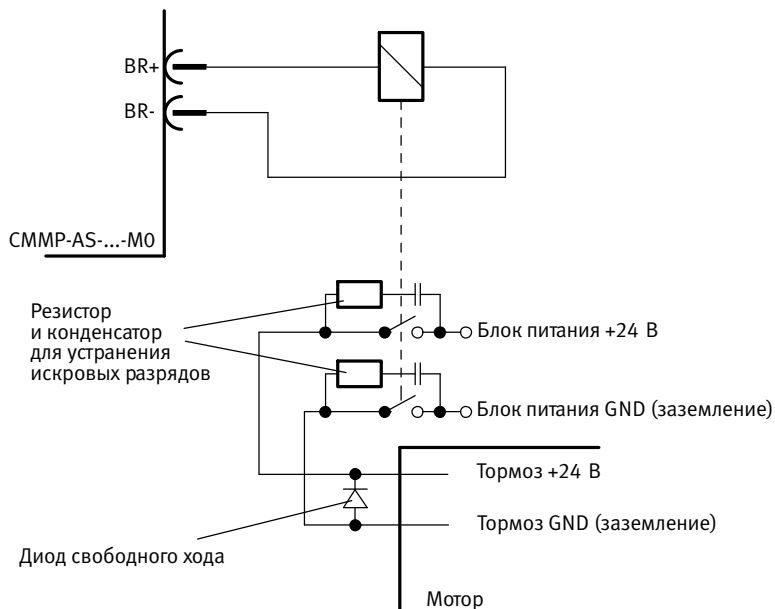 BR+
BR-
CMMP-AS-...-M0
Резистор
и конденсатор
для устранения
искровых разрядов
Блок питания +24 В
Блок питания GND (заземление)
Тормоз +24 В
Тормоз GND (заземление)
Диод свободного хода
Мотор